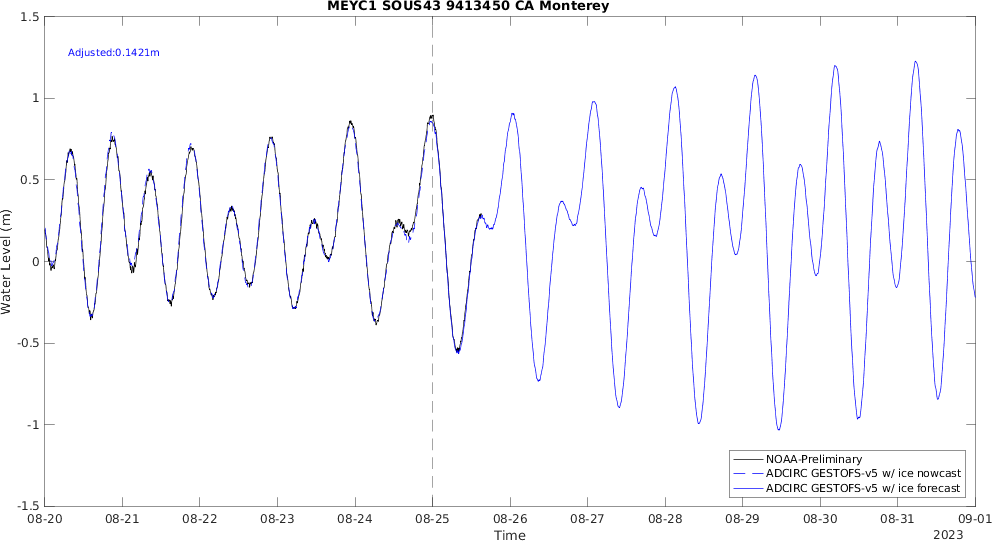 MEYC1 SOUS43 9413450 CA Monterey
Adjusted:0.1421m
1.5
1
0.5
0
-0.5
-1
-1.5
Water Level (m)
NOAA-Preliminary
ADCIRC GESTOFS-v5 w/ ice nowcast
ADCIRC GESTOFS-v5 w/ ice forecast
08-20 08-21 08-22 08-23 08-24 08-25 08-26 08-27 08-28 08-29 08-30 08-31 09-01
Time
2023